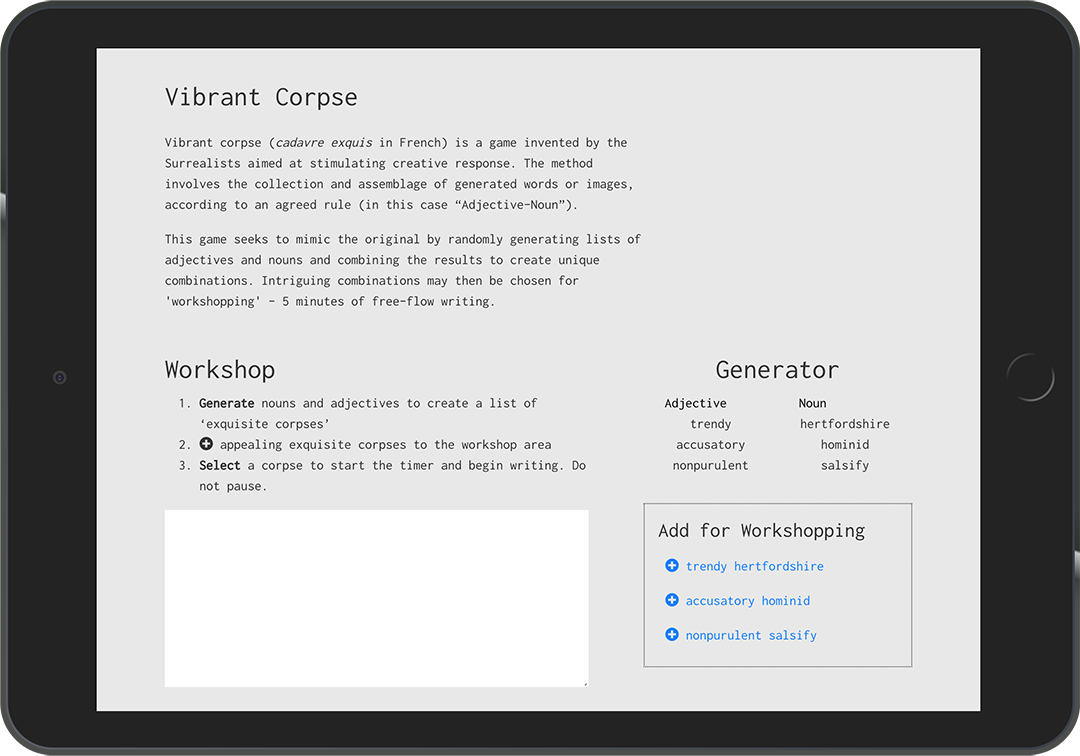 Vibrant Corpse
Vibrant corpse (cadavre exquis in French) is a game invented by the
Surrealists aimed at stimulating creative response. The method
involves the collection and assemblage of generated words or images,
according to an agreed rule (in this case “Adjective–Noun”).
This game seeks to mimic the original by randomly generating lists of
adjectives and nouns and combining the results to create unique
combinations. Intriguing combinations may then be chosen for
'workshopping' – 5 minutes of free–flow writing.
Workshop
1. Generate nouns and adjectives to create a list of
‘exquisite corpses’
2. appealing exquisite corpses to the workshop area
3. Select a corpse to start the timer and begin writing. Do
not pause.
Generator
Adjective Noun
trendy hertfordshire
accusatory hominid
nonpurulent salsify
Add for Workshopping
trendy hertfordshire
accusatory hominid
nonpurulent salsify